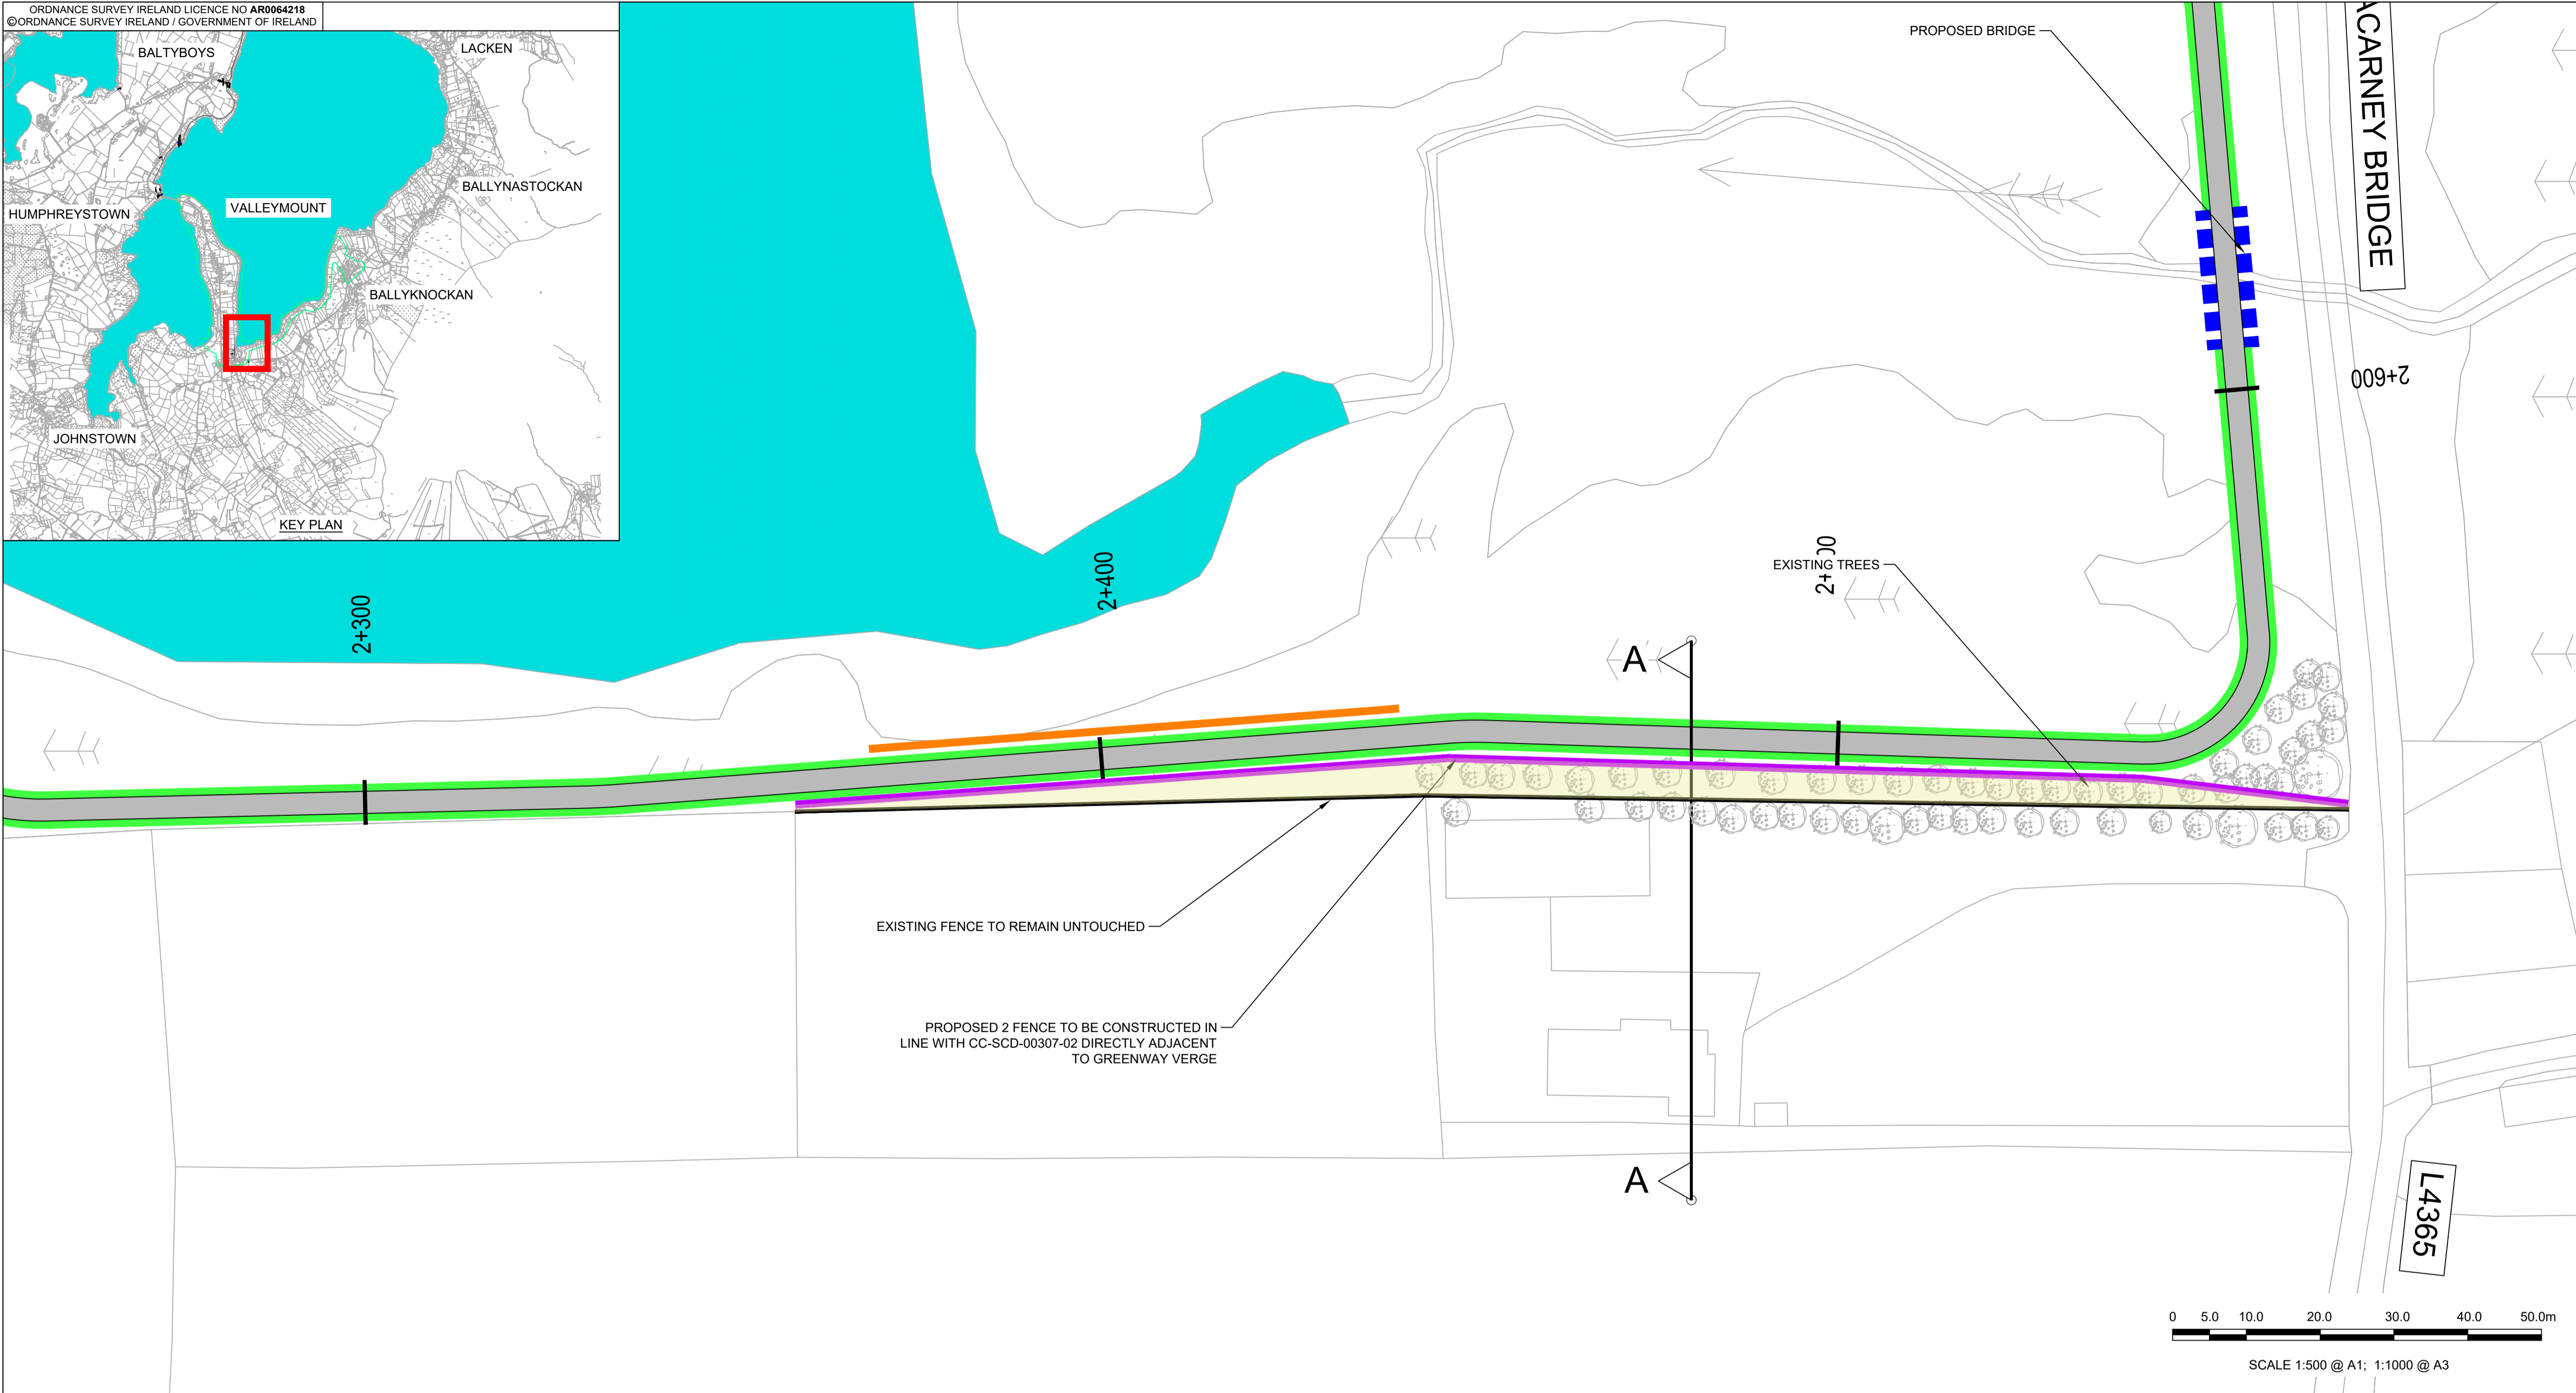 ORDNANCE SURVEY IRELAND LICENCE NO AR0064218
©ORDNANCE SURVEY IRELAND / GOVERNMENT OF IRELAND
BALTYBOYS
LACKEN
BALLYNASTOCKAN
HUMPHREYSTOWN
VALLEYMOUNT
BALLYKNOCKAN
JOHNSTOWN
KEY PLAN
PROPOSED BRIDGE
ACARNEY BRIDGE
2+600
2+300
2+400
EXISTING TREES
A
EXISTING FENCE TO REMAIN UNTOUCHED
PROPOSED 2 FENCE TO BE CONSTRUCTED IN
LINE WITH CC-SCD-00307-02 DIRECTLY ADJACENT
TO GREENWAY VERGE
A
L4365
0 5.0 10.0 20.0 30.0 40.0 50.0m
SCALE 1:500 @ A1; 1:1000 @ A3